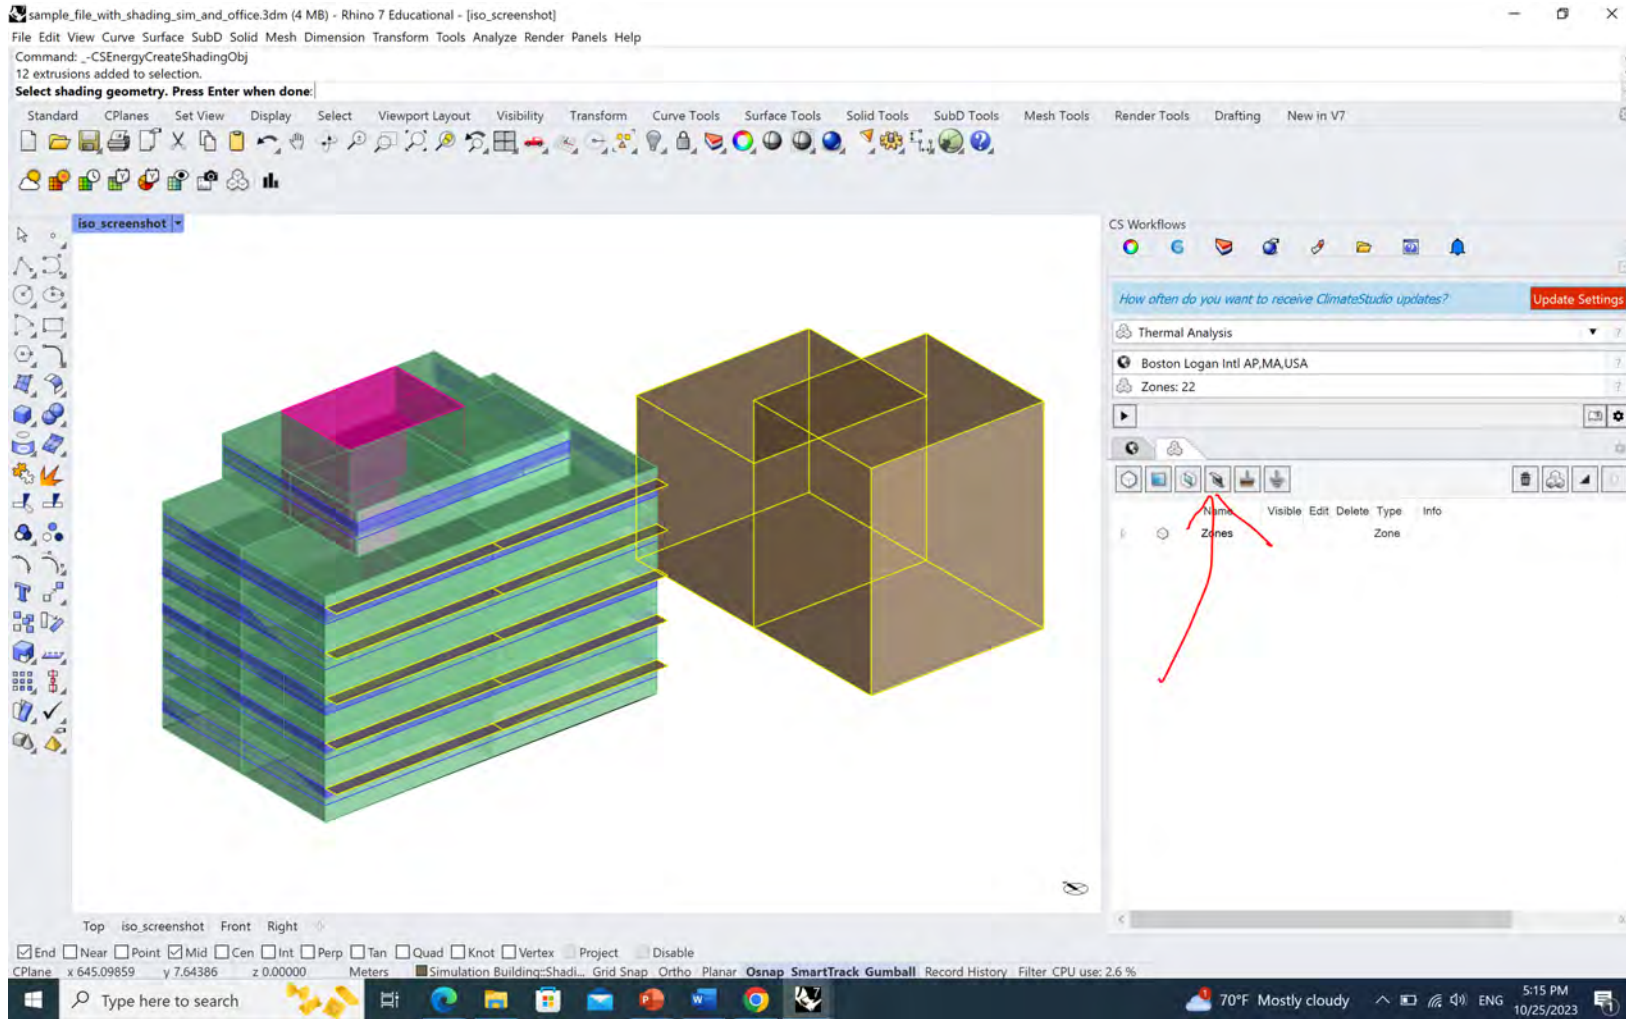 sample_file_with_shading_sim_and_office.3dm (4 MB) - Rhino 7 Educational - [iso_screenshot]
File Edit View Curve Surface SubD Solid Mesh Dimension Transform Tools Analyze Render Panels Help
Command: _-CSEnergyCreateShadingObj
12 extrusions added to selection.
Select shading geometry. Press Enter when done:
Standard CPlanes Set View Display Select Viewport Layout Visibility Transform Curve Tools Surface Tools Solid Tools SubD Tools Mesh Tools Render Tools Drafting New in V7
iso_screenshot
CS Workflows
How often do you want to receive ClimateStudio updates? Update Settings
Thermal Analysis
Boston Logan Intl AP,MA,USA
Zones: 22
Name Visible Edit Delete Type Info
Zones Zone
Top iso_screenshot Front Right
End Near Point Mid Cen Int Perp Tan Quad Knot Vertex Project Disable
CPlane x 645.09859 y 7.64386 z 0.00000 Meters Simulation Building::Shadi... Grid Snap Ortho Planar Osnap SmartTrack Gumball Record History Filter CPU use: 2.6 %
Type here to search 70°F Mostly cloudy ENG 5:15 PM
10/25/2023